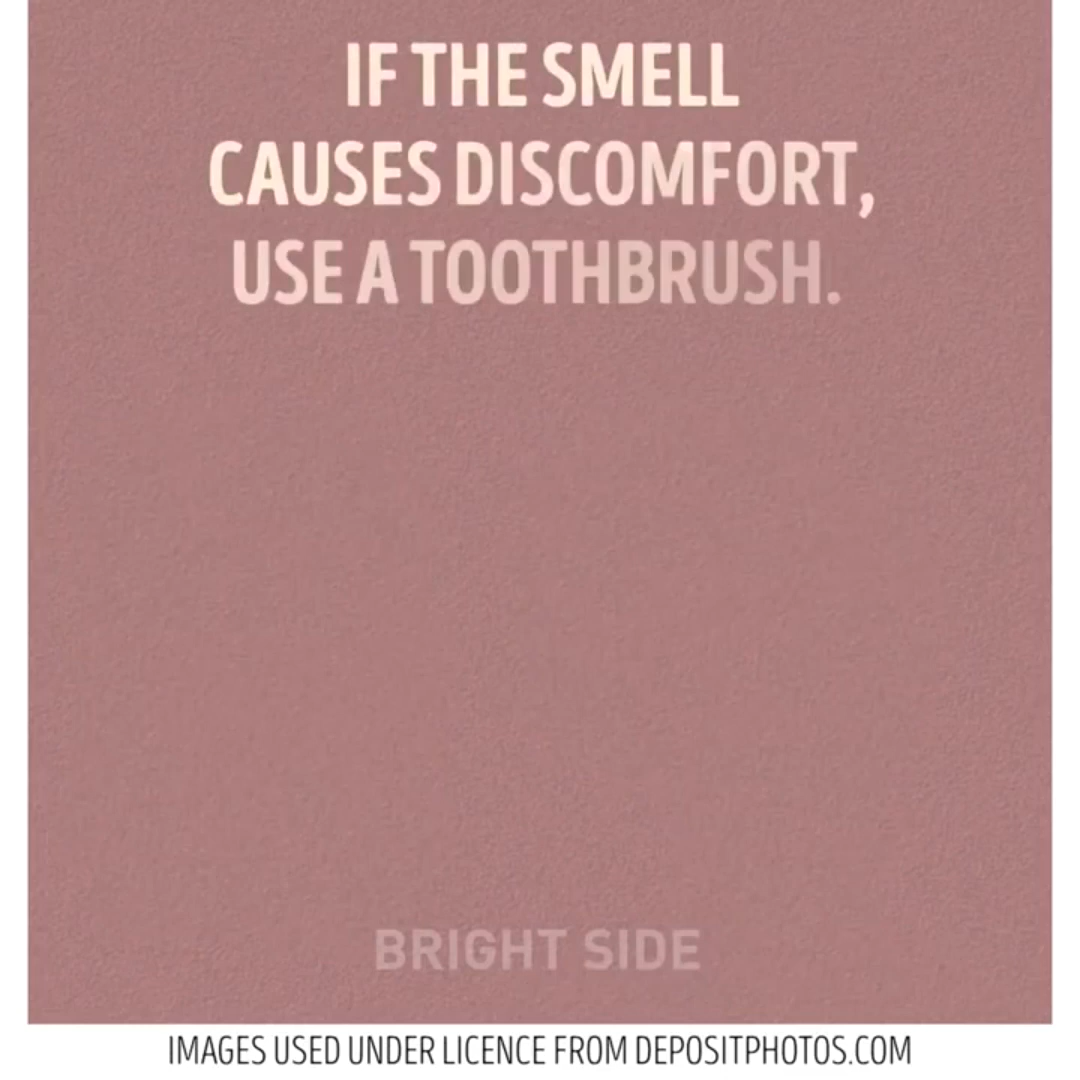 IF THE SMELL
CAUSES DISCOMFORT,
USE A TOOTHBRUSH.
BRIGHT SIDE
IMAGES USED UNDER LICENCE FROM DEPOSITPHOTOS.COM